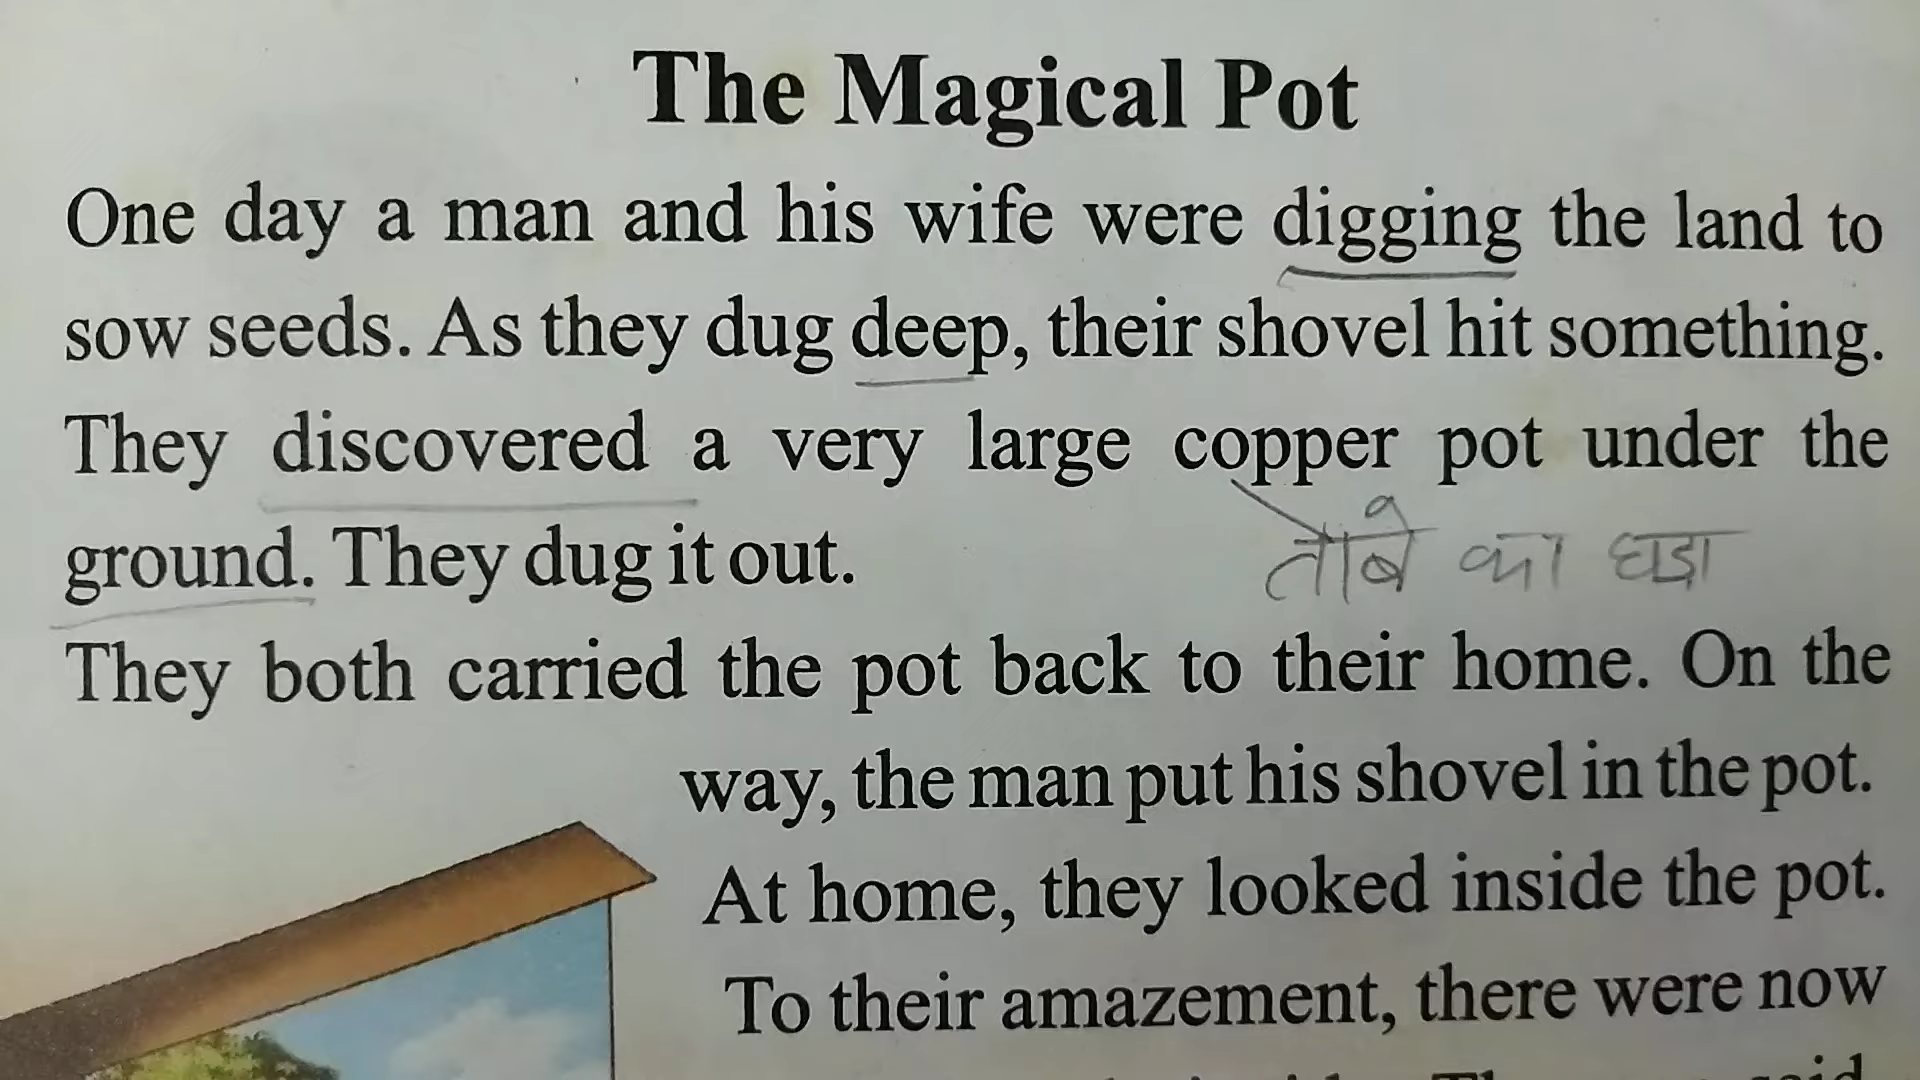 The Magical Pot
One day a man and his wife were digging the land to
sow seeds. As they dug deep, their shovel hit something.
They discovered a very large copper pot under the
ground. They dug it out.
तांबे का घड़ा
They both carried the pot back to their home. On the
way, the man put his shovel in the pot.
At home, they looked inside the pot.
To their amazement, there were now